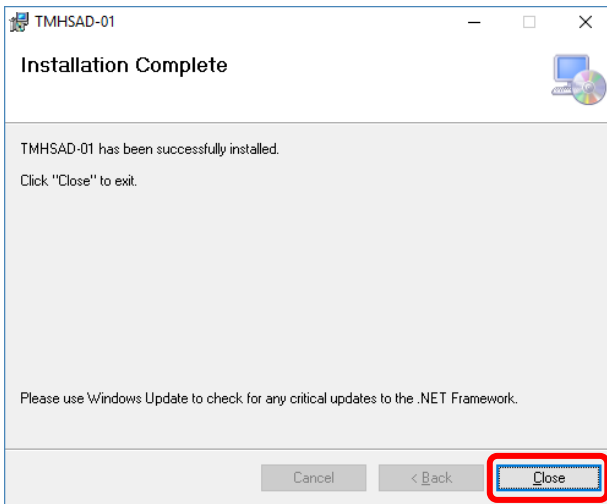 TMHSAD-01
Installation Complete
TMHSAD-01 has been successfully installed.
Click "Close" to exit.
Please use Windows Update to check for any critical updates to the .NET Framework.
Cancel
< Back
Close